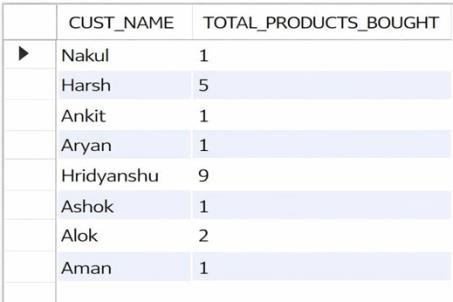 CUST_NAME TOTAL_PRODUCTS_BOUGHT
Nakul 1
Harsh 5
Ankit 1
Aryan 1
Hridyanshu 9
Ashok 1
Alok 2
Aman 1